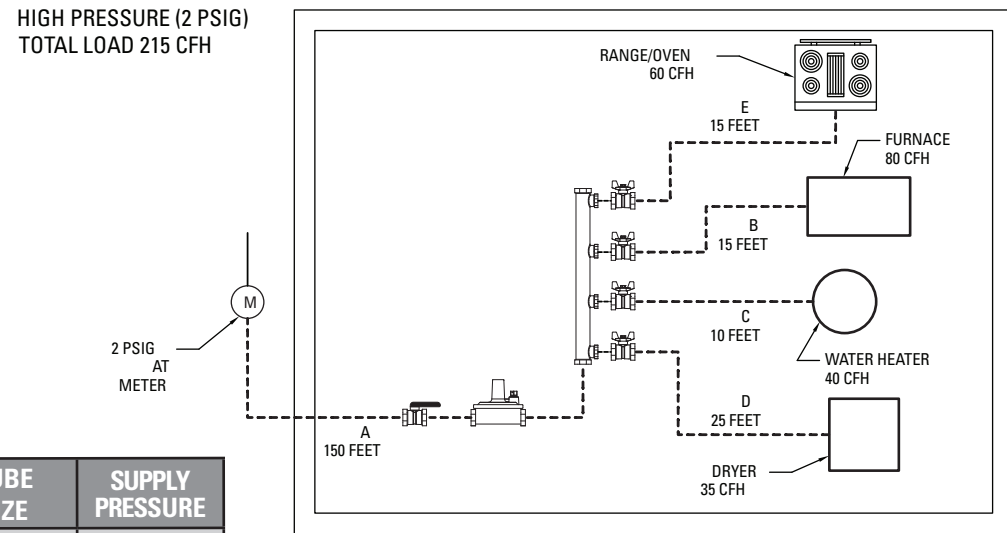 HIGH PRESSURE (2 PSIG)
TOTAL LOAD 215 CFH
RANGE/OVEN
60 CFH
E
15 FEET
FURNACE
80 CFH
B
15 FEET
M
2 PSIG
AT
METER
C
10 FEET
WATER HEATER
40 CFH
A
150 FEET
D
25 FEET
DRYER
35 CFH
UBE
ZE
SUPPLY
PRESSURE